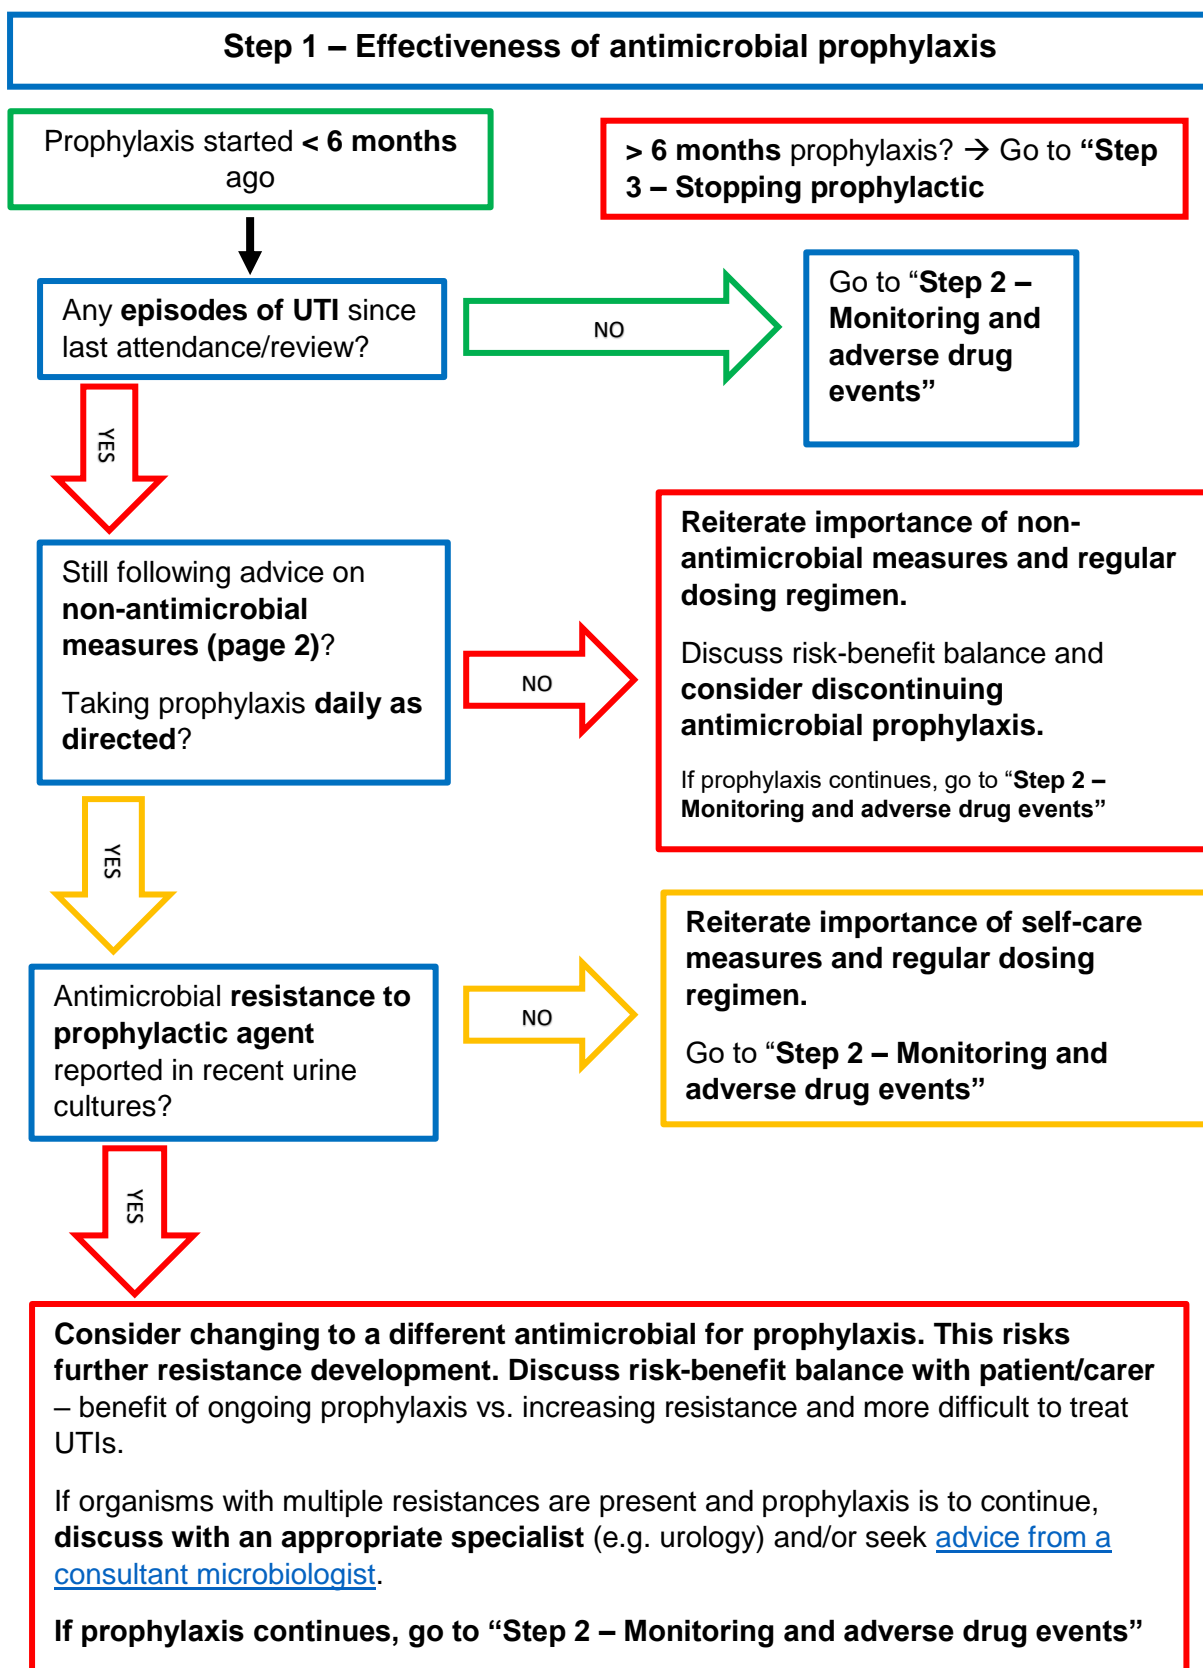 Step 1 – Effectiveness of antimicrobial prophylaxis
Prophylaxis started < 6 months
ago
> 6 months prophylaxis? → Go to “Step
3 – Stopping prophylactic
Any episodes of UTI since
last attendance/review?
NO
Go to “Step 2 –
Monitoring and
adverse drug
events”
YES
Still following advice on
non-antimicrobial
measures (page 2)?
Taking prophylaxis daily as
directed?
NO
Reiterate importance of non-
antimicrobial measures and regular
dosing regimen.
Discuss risk-benefit balance and
consider discontinuing
antimicrobial prophylaxis.
If prophylaxis continues, go to “Step 2 –
Monitoring and adverse drug events”
YES
Antimicrobial resistance to
prophylactic agent
reported in recent urine
cultures?
NO
Reiterate importance of self-care
measures and regular dosing
regimen.
Go to “Step 2 – Monitoring and
adverse drug events”
YES
Consider changing to a different antimicrobial for prophylaxis. This risks
further resistance development. Discuss risk-benefit balance with patient/carer
– benefit of ongoing prophylaxis vs. increasing resistance and more difficult to treat
UTIs.
If organisms with multiple resistances are present and prophylaxis is to continue,
discuss with an appropriate specialist (e.g. urology) and/or seek advice from a
consultant microbiologist.
If prophylaxis continues, go to “Step 2 – Monitoring and adverse drug events”